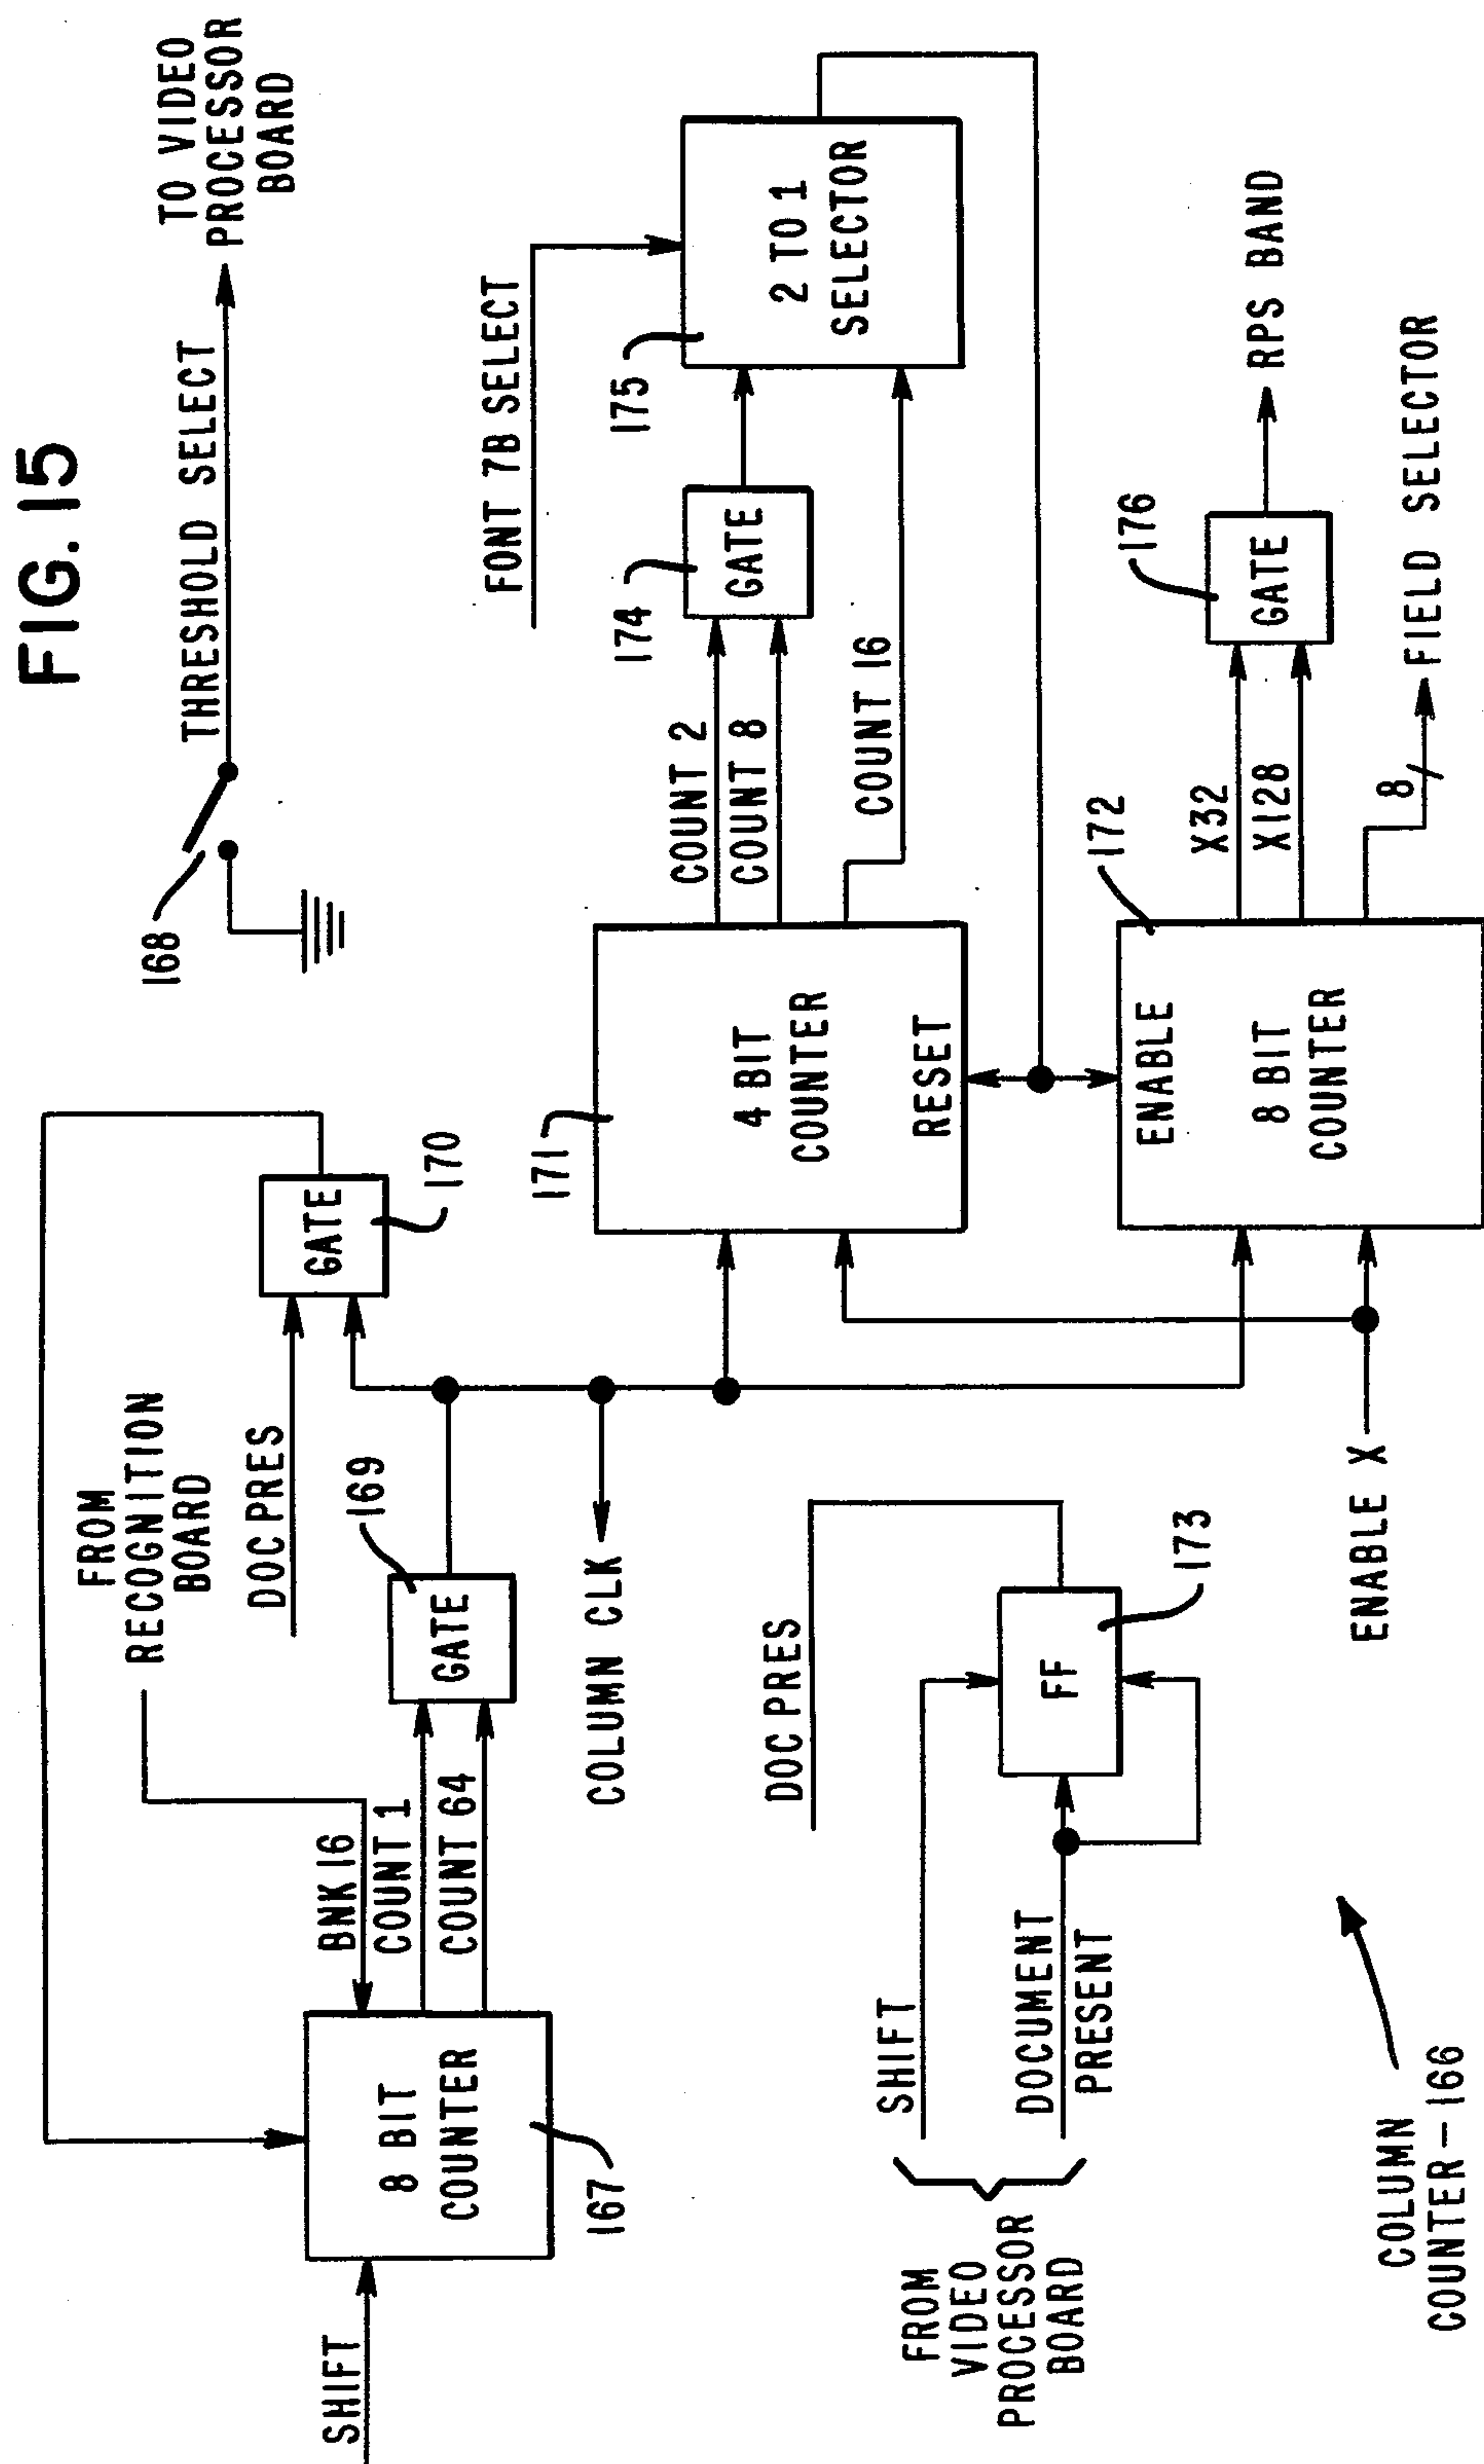 FIG. 15
SHIFT
8 BIT
COUNTER
167
BNK 16
COUNT 1
COUNT 64
FROM
RECOGNITION
BOARD
DOC PRES
GATE
169
GATE
170
COLUMN CLK
168
THRESHOLD SELECT
TO VIDEO
PROCESSOR
BOARD
171
4 BIT
COUNTER
RESET
COUNT 2
COUNT 8
COUNT 16
174
GATE
FONT 7B SELECT
175
2 TO 1
SELECTOR
FROM
VIDEO
PROCESSOR
BOARD
SHIFT
DOCUMENT
PRESENT
DOC PRES
FF
173
ENABLE X
172
ENABLE
8 BIT
COUNTER
X32
X128
8
GATE
176
RPS BAND
FIELD SELECTOR
COLUMN
COUNTER-166